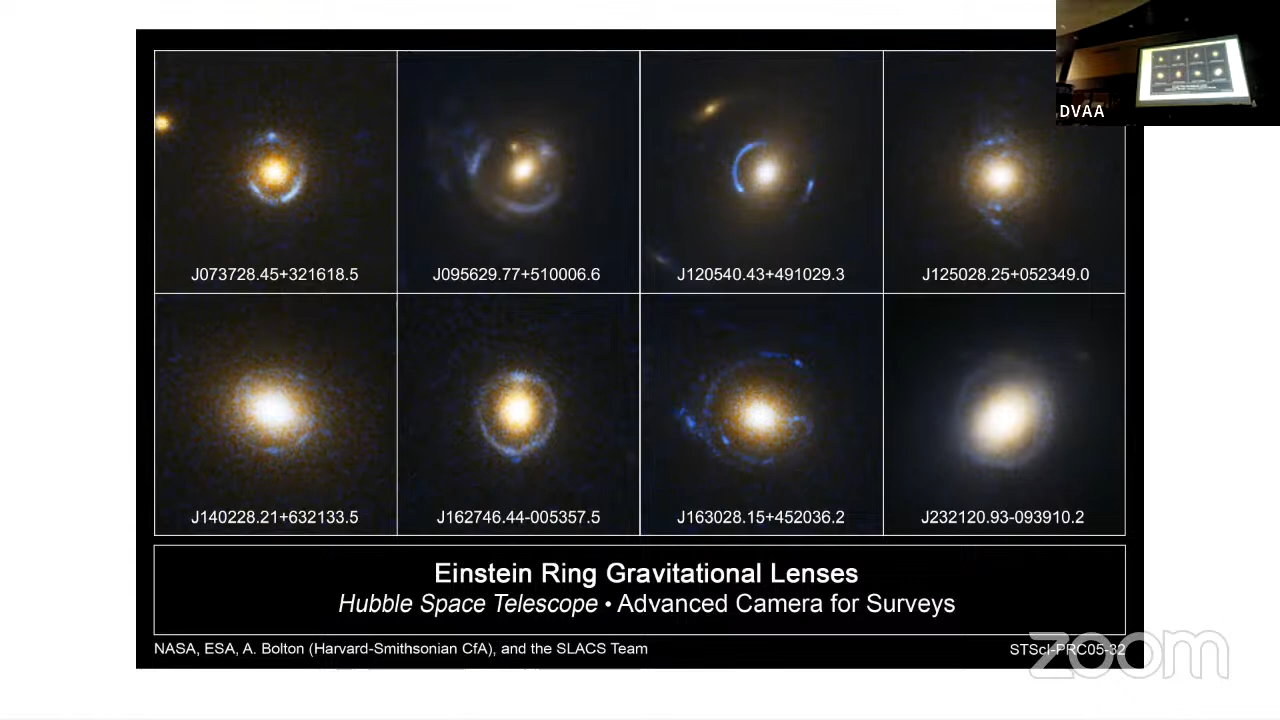 DVAA
J073728.45+321618.5
J095629.77+510006.6
J120540.43+491029.3
J125028.25+052349.0
J140228.21+632133.5
J162746.44-005357.5
J163028.15+452036.2
J232120.93-093910.2
Einstein Ring Gravitational Lenses
Hubble Space Telescope • Advanced Camera for Surveys
NASA, ESA, A. Bolton (Harvard-Smithsonian CfA), and the SLACS Team
STScI-PRC05-32
zoom